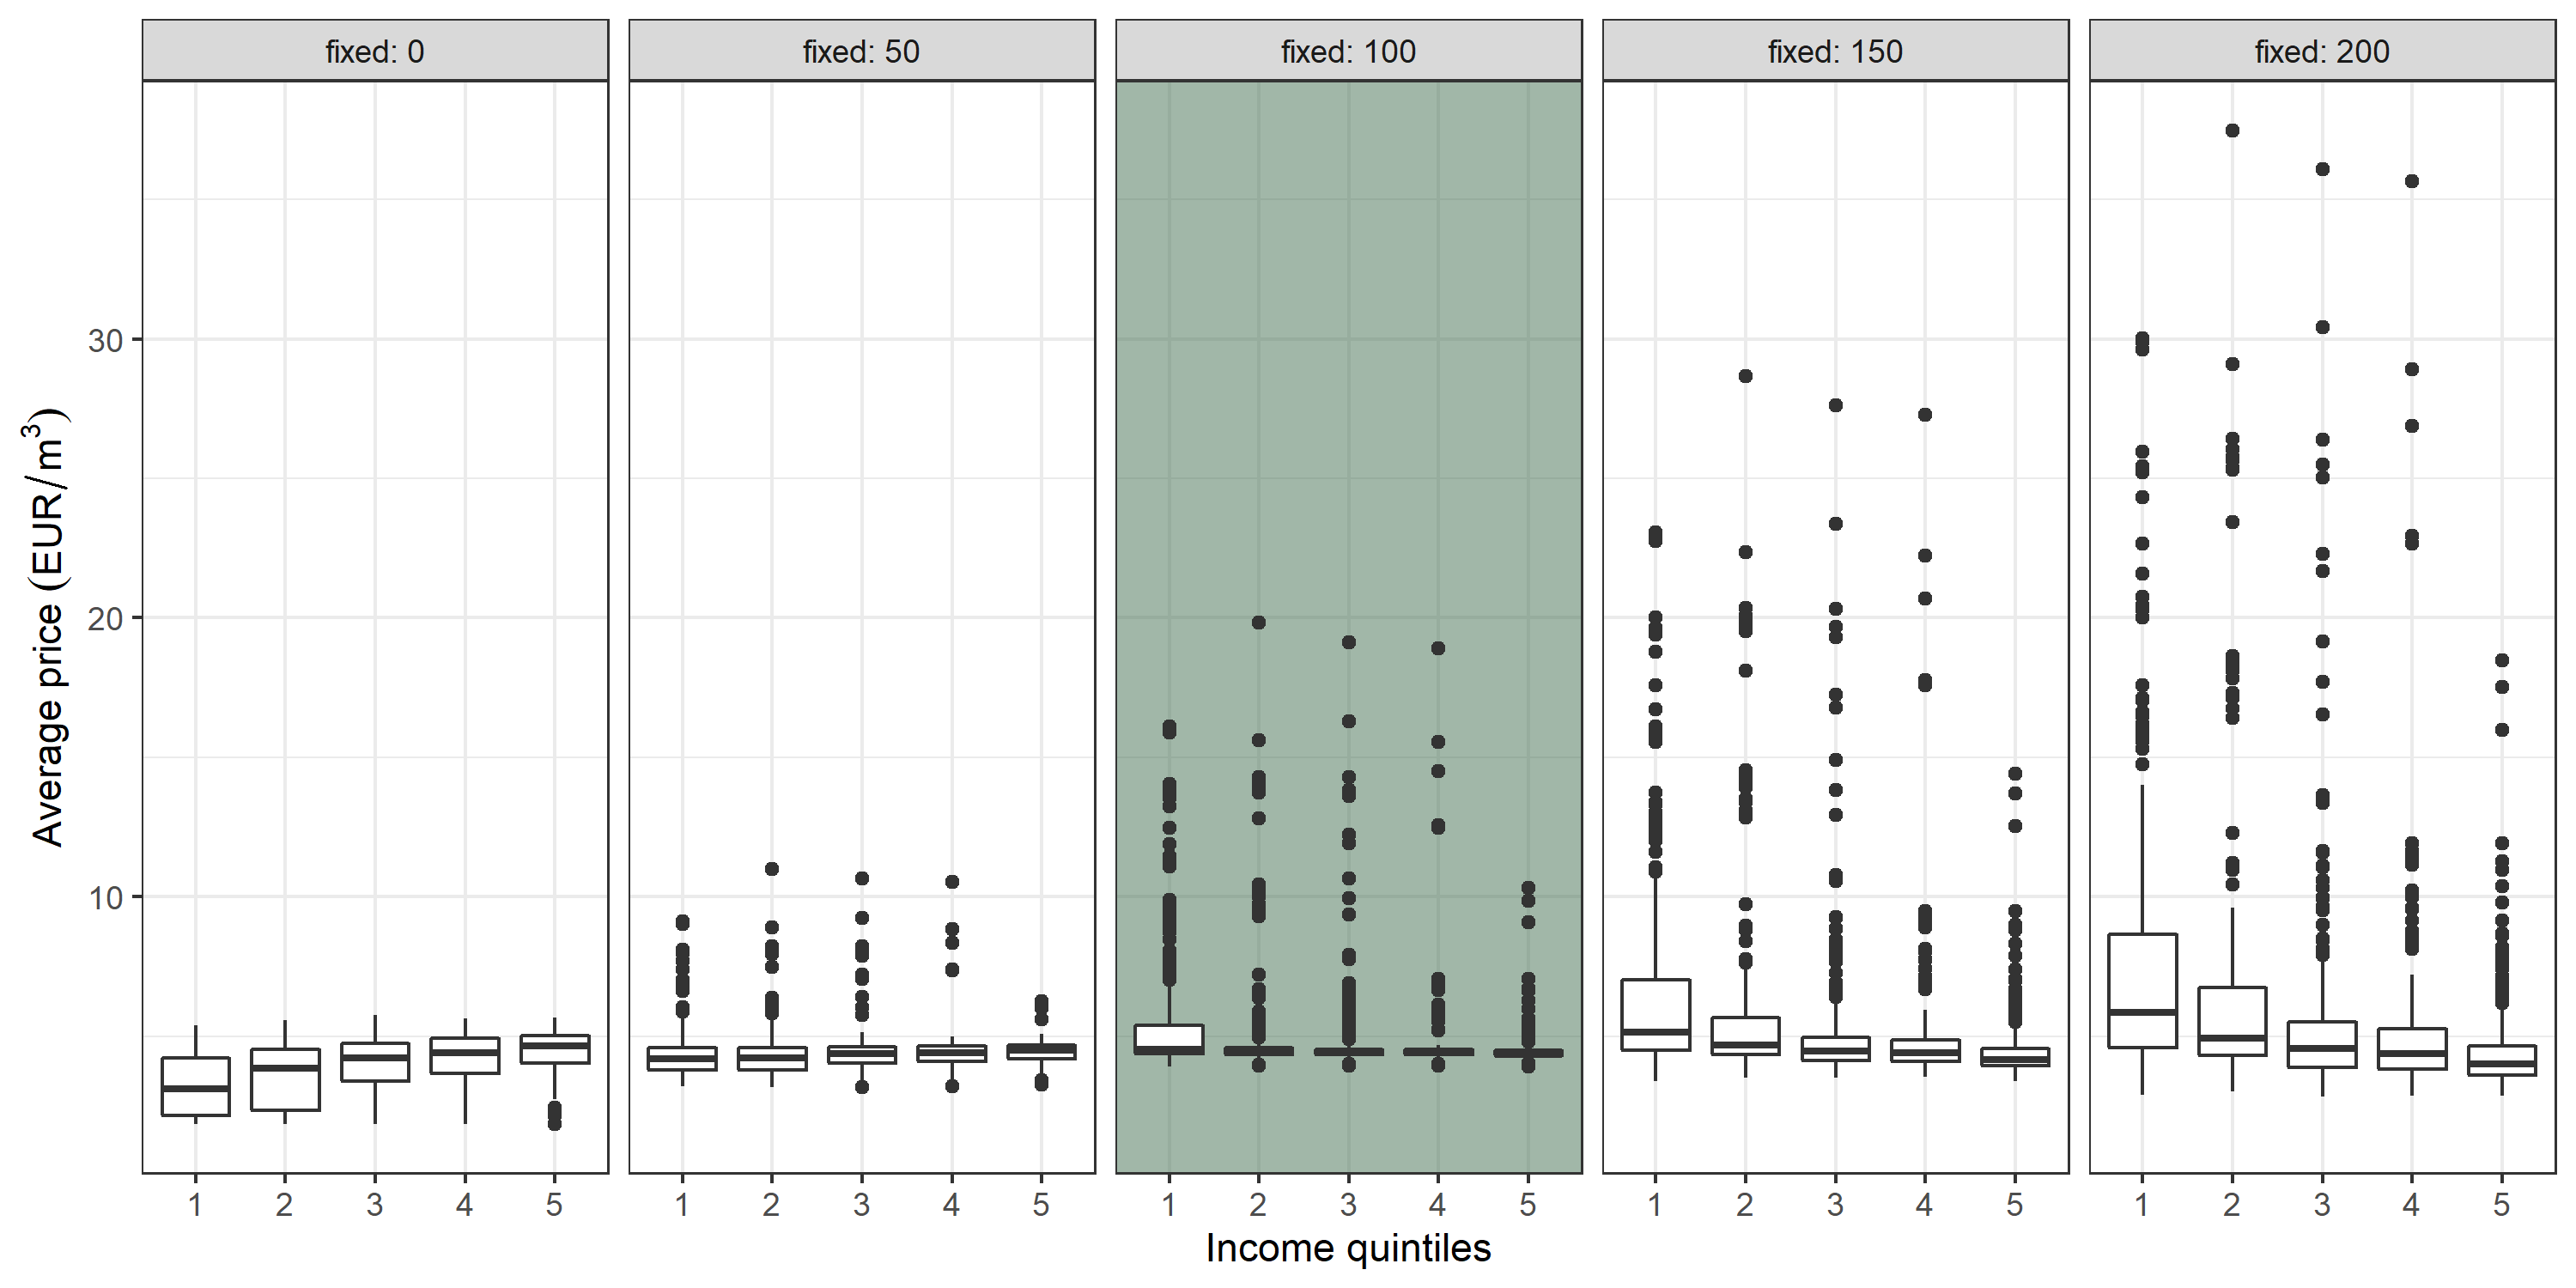 fixed: 0
fixed: 50
fixed: 100
fixed: 150
fixed: 200
Average price (EUR/m³)
30
20
10
1 2 3 4 5
1 2 3 4 5
1 2 3 4 5
1 2 3 4 5
1 2 3 4 5
Income quintiles